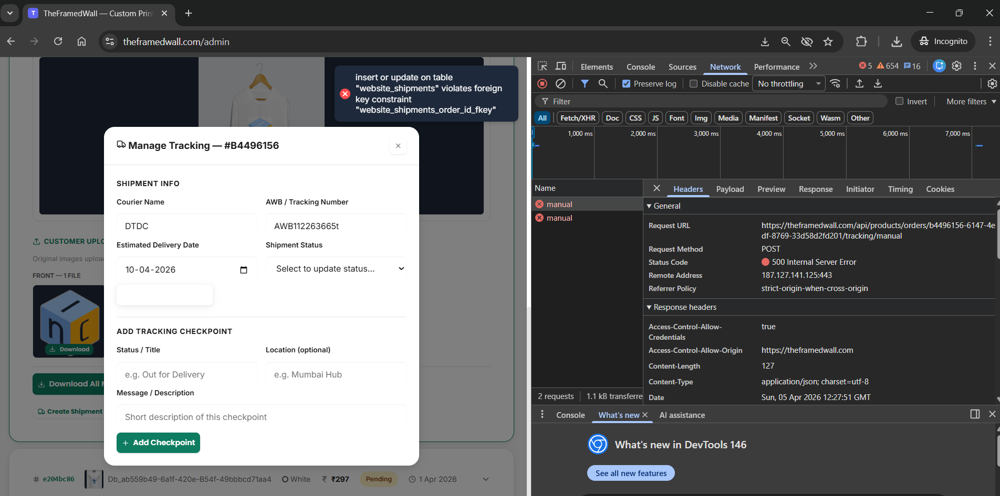 T TheFramedWall — Custom Prin
theframedwall.com/admin
Incognito
insert or update on table
"website_shipments" violates foreign
key constraint
"website_shipments_order_id_fkey"
Manage Tracking — #B4496156
SHIPMENT INFO
Courier Name
AWB / Tracking Number
DTDC
AWB112263665t
Estimated Delivery Date
Shipment Status
10-04-2026
Select to update status...
ADD TRACKING CHECKPOINT
Status / Title
Location (optional)
e.g. Out for Delivery
e.g. Mumbai Hub
Message / Description
Short description of this checkpoint
+ Add Checkpoint
CUSTOMER UPLO
Original images upload
FRONT — 1 FILE
n c
Download
Download All M
Create Shipment
# e204bc86
Db_ab559b49-6a1f-420e-B54f-49bbbcd71aa4
White
₹ ₹297
Pending
1 Apr 2026
Elements
Console
Sources
Network
Performance
5
654
16
Preserve log
Disable cache
No throttling
Filter
Invert
More filters
All
Fetch/XHR
Doc
CSS
JS
Font
Img
Media
Manifest
Socket
Wasm
Other
1,000 ms
2,000 ms
3,000 ms
4,000 ms
5,000 ms
6,000 ms
7,000 ms
Name
manual
manual
Headers
Payload
Preview
Response
Initiator
Timing
Cookies
General
Request URL
https://theframedwall.com/api/products/orders/b4496156-6147-4e
df-8769-33d58d2fd201/tracking/manual
Request Method
POST
Status Code
500 Internal Server Error
Remote Address
187.127.141.125:443
Referrer Policy
strict-origin-when-cross-origin
Response headers
Access-Control-Allow-
Credentials
true
Access-Control-Allow-Origin
https://theframedwall.com
Content-Length
127
Content-Type
application/json; charset=utf-8
Date
Sun, 05 Apr 2026 12:27:51 GMT
2 requests
1.1 kB transferre
Console
What's new
AI assistance
What's new in DevTools 146
See all new features